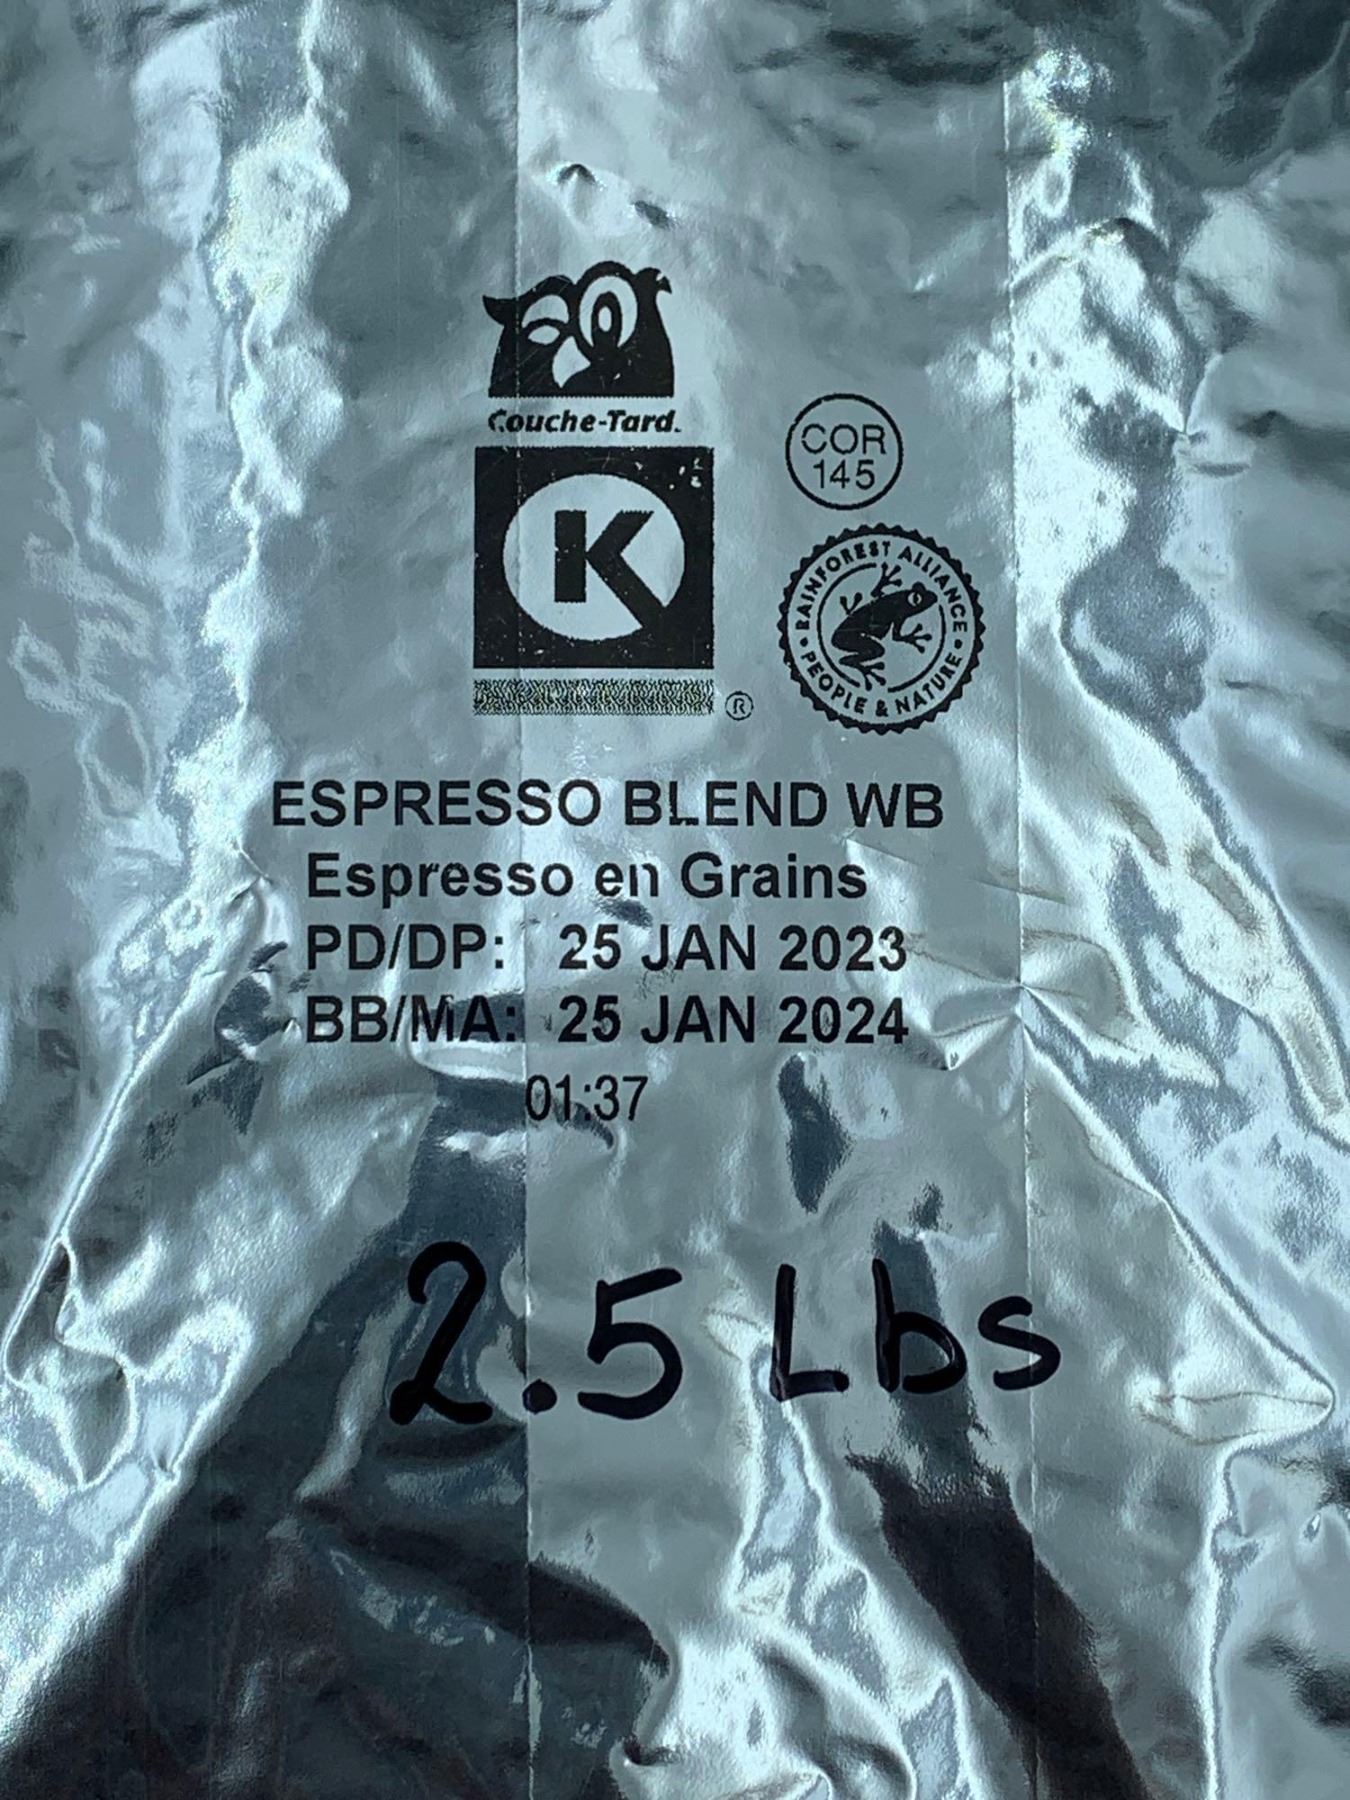 Couche-Tard.
K
®
COR
145
RAINFOREST ALLIANCE
• PEOPLE & NATURE •
ESPRESSO BLEND WB
Espresso en Grains
PD/DP: 25 JAN 2023
BB/MA: 25 JAN 2024
01:37
2.5 Lbs